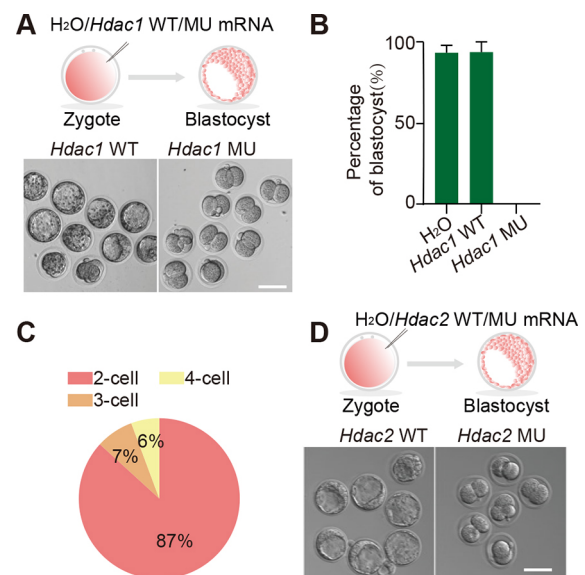 A
H₂O/Hdac1 WT/MU mRNA
Zygote
Blastocyst
Hdac1 WT
Hdac1 MU
B
Percentage
of blastocyst(%)
100
50
0
H₂O
Hdac1 WT
Hdac1 MU
C
2-cell
4-cell
3-cell
6%
7%
87%
D
H₂O/Hdac2 WT/MU mRNA
Zygote
Blastocyst
Hdac2 WT
Hdac2 MU